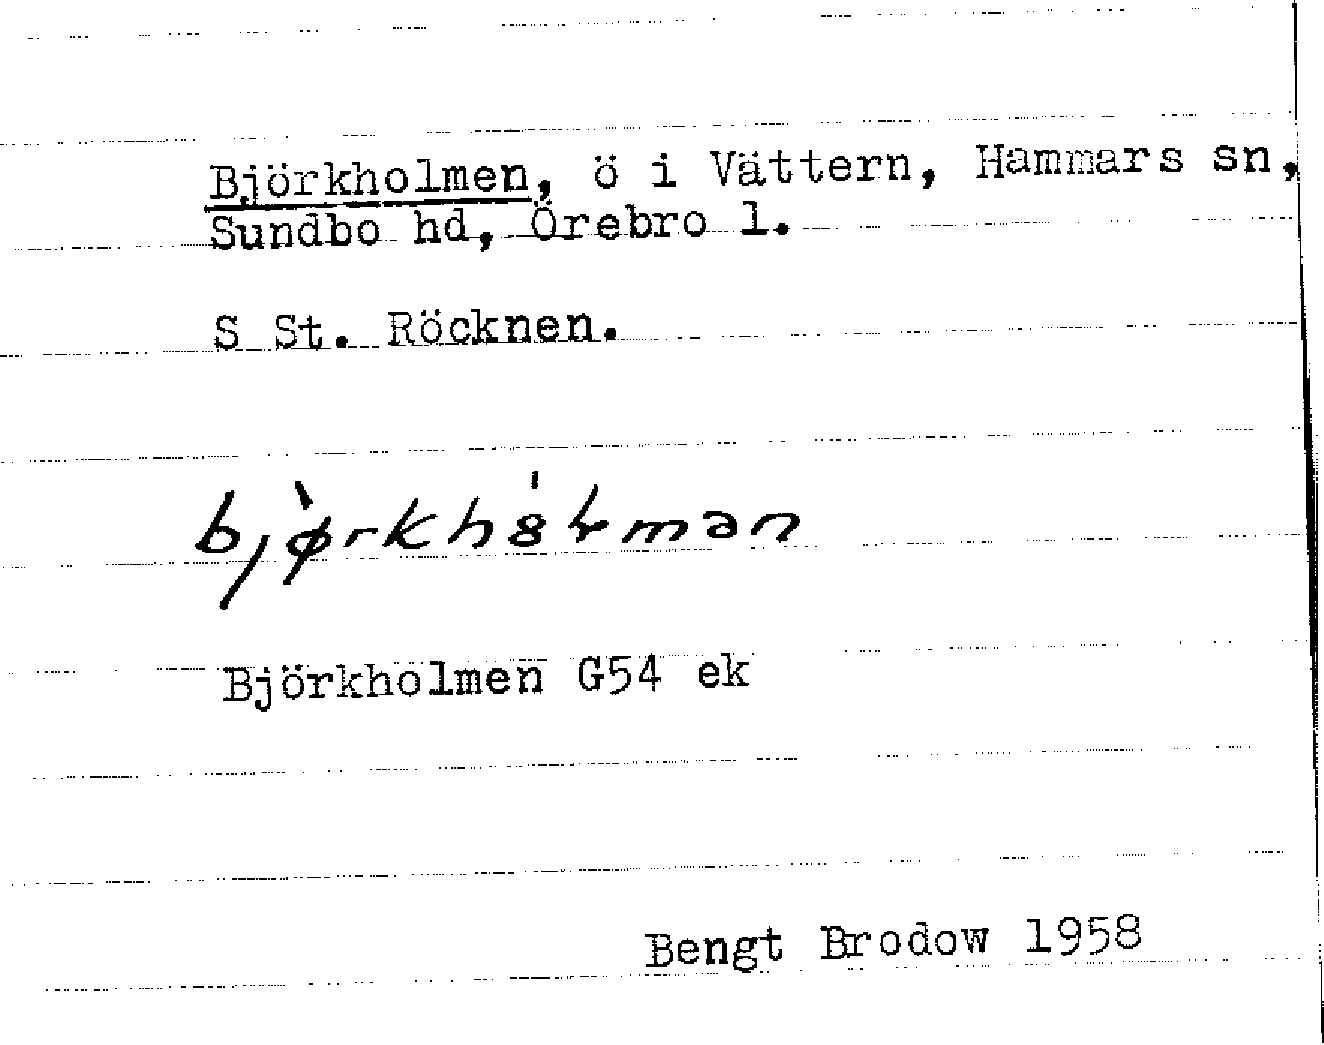 Björkholmen, ö i Vättern, Hammars sn,
Sundbo hd, Örebro l.
S St. Röcknen.
Björkholmen G54 ek
Bengt Brodow 1958